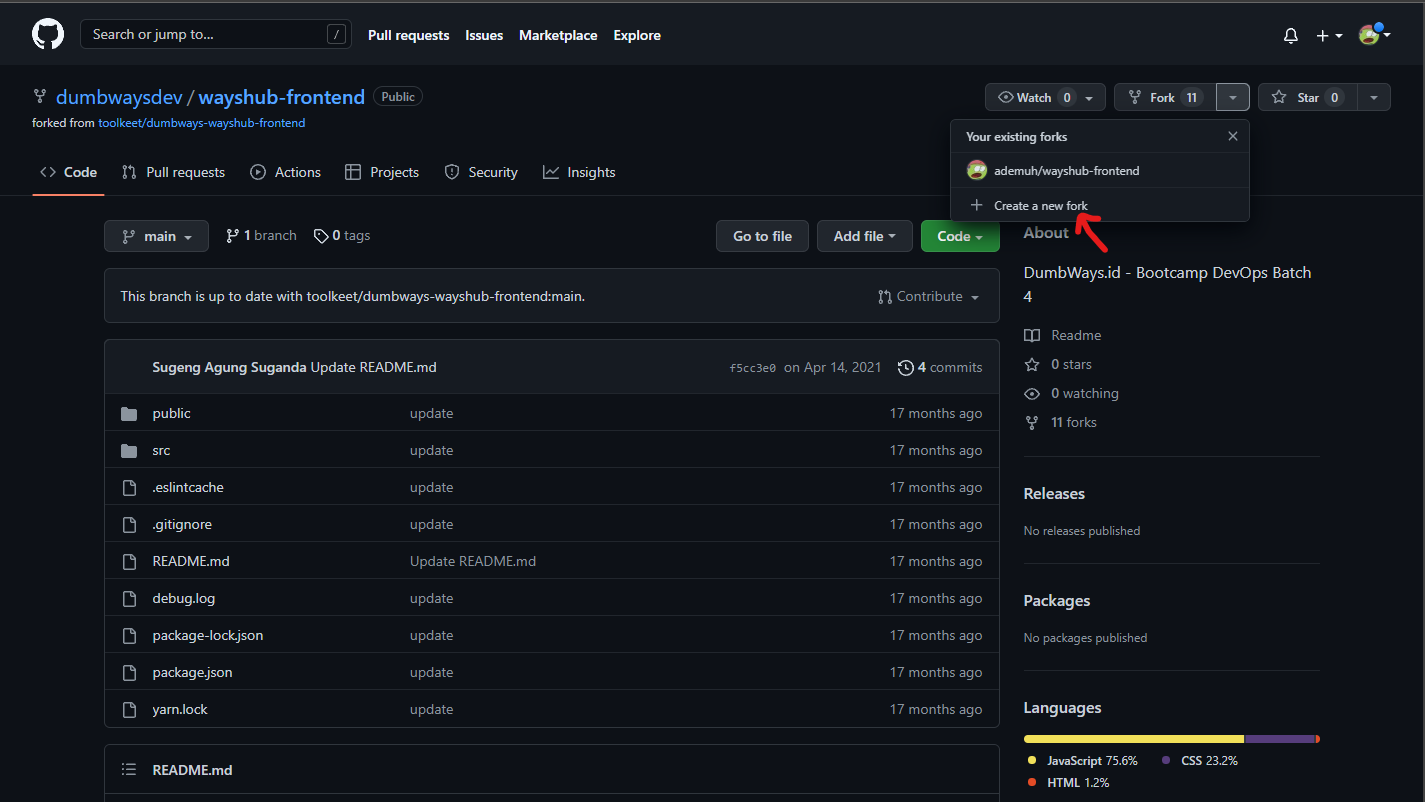 Search or jump to... /
Pull requests Issues Marketplace Explore
dumbwaysdev / wayshub-frontend Public
Watch 0 Fork 11 Star 0
forked from toolkeet/dumbways-wayshub-frontend
Your existing forks
ademuh/wayshub-frontend
Create a new fork
Code Pull requests Actions Projects Security Insights
main 1 branch 0 tags Go to file Add file Code
About
DumbWays.id - Bootcamp DevOps Batch
4
Readme
0 stars
0 watching
11 forks
This branch is up to date with toolkeet/dumbways-wayshub-frontend:main. Contribute
Sugeng Agung Suganda Update README.md f5cc3e0 on Apr 14, 2021 4 commits
public update 17 months ago
src update 17 months ago
.eslintcache update 17 months ago
.gitignore update 17 months ago
README.md Update README.md 17 months ago
debug.log update 17 months ago
package-lock.json update 17 months ago
package.json update 17 months ago
yarn.lock update 17 months ago
README.md
Releases
No releases published
Packages
No packages published
Languages
JavaScript 75.6% CSS 23.2%
HTML 1.2%